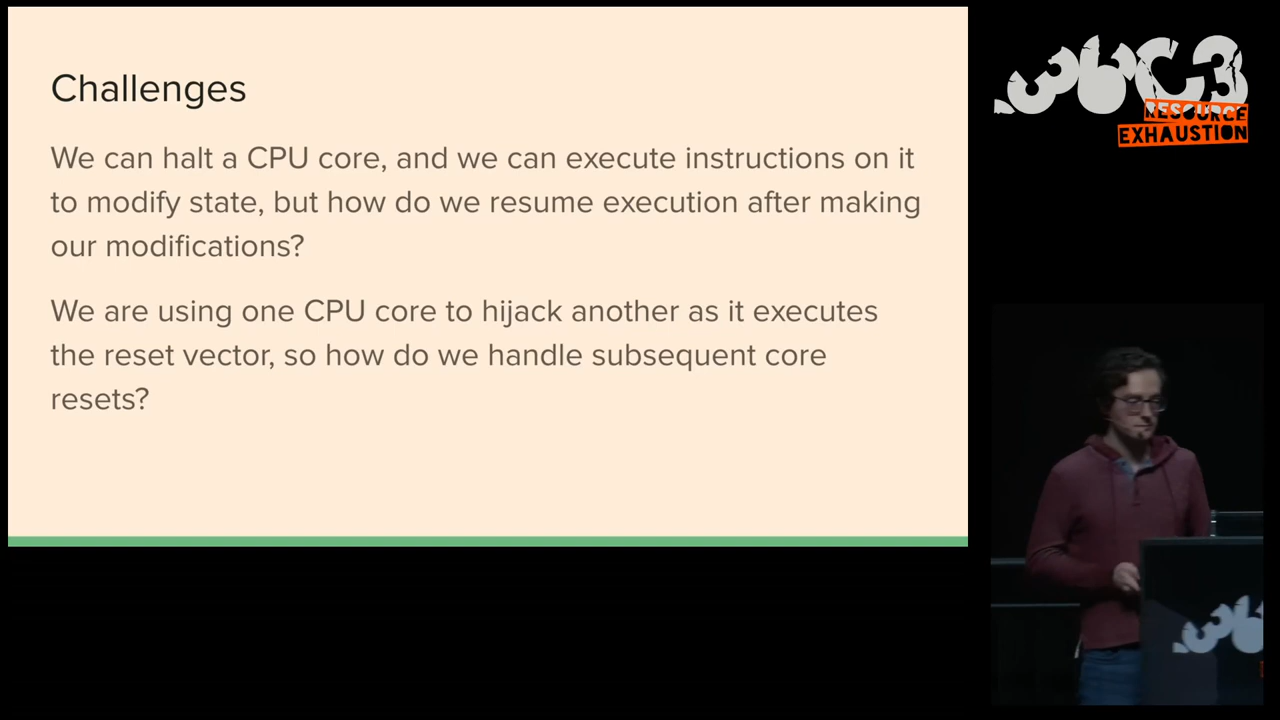 Challenges
We can halt a CPU core, and we can execute instructions on it
to modify state, but how do we resume execution after making
our modifications?
We are using one CPU core to hijack another as it executes
the reset vector, so how do we handle subsequent core
resets?
36C3
RESOURCE
EXHAUSTION